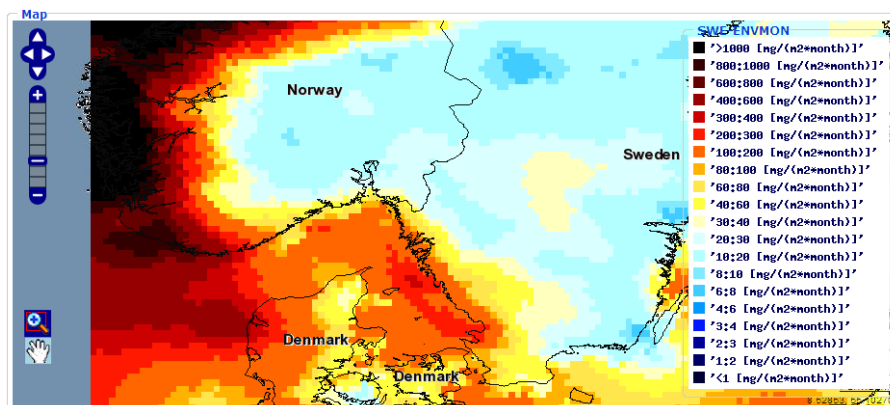 Map
SWE ENVMON
'>1000 [mg/(m2*month)]'
'800:1000 [mg/(m2*month)]'
'600:800 [mg/(m2*month)]'
'400:600 [mg/(m2*month)]'
'300:400 [mg/(m2*month)]'
'200:300 [mg/(m2*month)]'
'100:200 [mg/(m2*month)]'
'80:100 [mg/(m2*month)]'
'60:80 [mg/(m2*month)]'
'40:60 [mg/(m2*month)]'
'30:40 [mg/(m2*month)]'
'20:30 [mg/(m2*month)]'
'10:20 [mg/(m2*month)]'
'8:10 [mg/(m2*month)]'
'6:8 [mg/(m2*month)]'
'4:6 [mg/(m2*month)]'
'3:4 [mg/(m2*month)]'
'2:3 [mg/(m2*month)]'
'1:2 [mg/(m2*month)]'
'<1 [mg/(m2*month)]'
Norway
Sweden
Denmark
Denmark